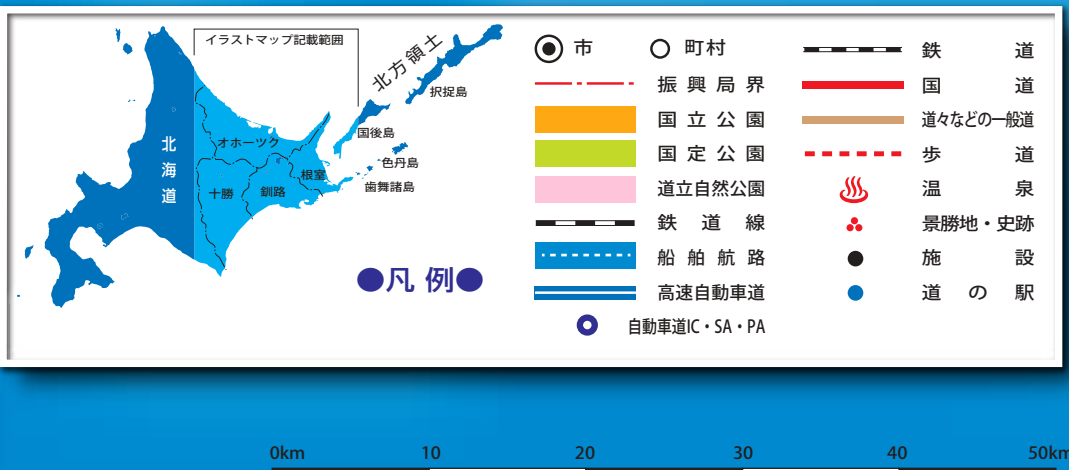 イラストマップ記載範囲
北方領土
択捉島
国後島
色丹島
歯舞諸島
北海道
オホーツク
根室
十勝
釧路
●凡 例●
市
町村
振興局界
国立公園
国定公園
道立自然公園
鉄道線
船舶航路
高速自動車道
自動車道IC・SA・PA
鉄道
国道
道々などの一般道
歩道
温泉
景勝地・史跡
施設
道の駅
0km 10 20 30 40 50km